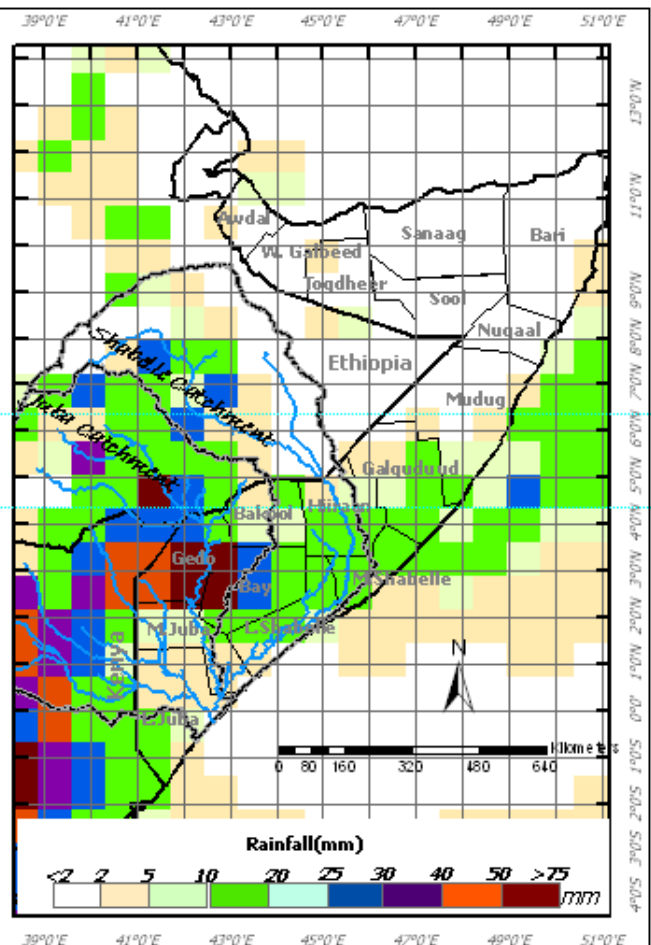 39°0'E 41°0'E 43°0'E 45°0'E 47°0'E 49°0'E 51°0'E
13°0'N
11°0'N
Awdal
Sanaag
Bari
W. Galbeed
Togdheer
Sool
9°0'N
Nugaal
8°0'N
Shabelle Catchment
Ethiopia
7°0'N
Juba Catchment
Mudug
6°0'N
Galguduud
5°0'N
Bakool
Hiiraan
4°0'N
Gedo
Bay
M.Shabelle
3°0'N
M.Juba
L.Shabelle
2°0'N
Kenya
N
1°0'N
L.Juba
0°0'
Kilometers
0 80 160 320 480 640
1°0'S
2°0'S
3°0'S
4°0'S
Rainfall(mm)
<2 2 5 10 20 25 30 40 50 >75
mm
39°0'E 41°0'E 43°0'E 45°0'E 47°0'E 49°0'E 51°0'E